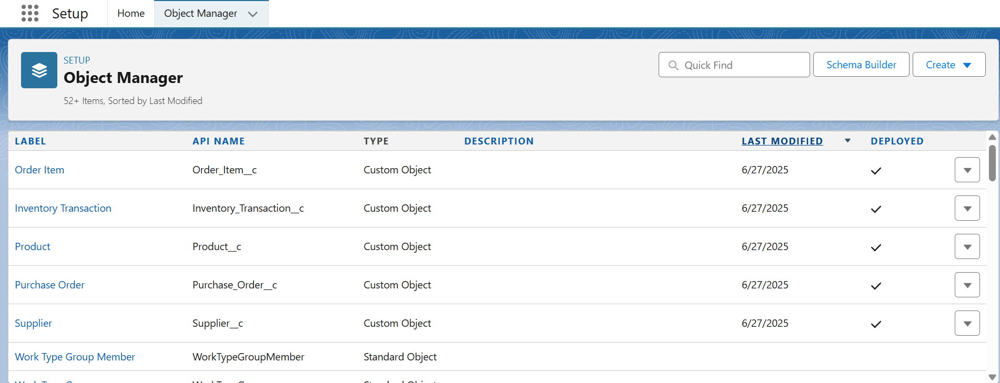 Setup Home Object Manager
SETUP
Object Manager
52+ Items, Sorted by Last Modified
Quick Find Schema Builder Create
LABEL API NAME TYPE DESCRIPTION LAST MODIFIED DEPLOYED
Order Item Order_Item__c Custom Object 6/27/2025
Inventory Transaction Inventory_Transaction__c Custom Object 6/27/2025
Product Product__c Custom Object 6/27/2025
Purchase Order Purchase_Order__c Custom Object 6/27/2025
Supplier Supplier__c Custom Object 6/27/2025
Work Type Group Member WorkTypeGroupMember Standard Object